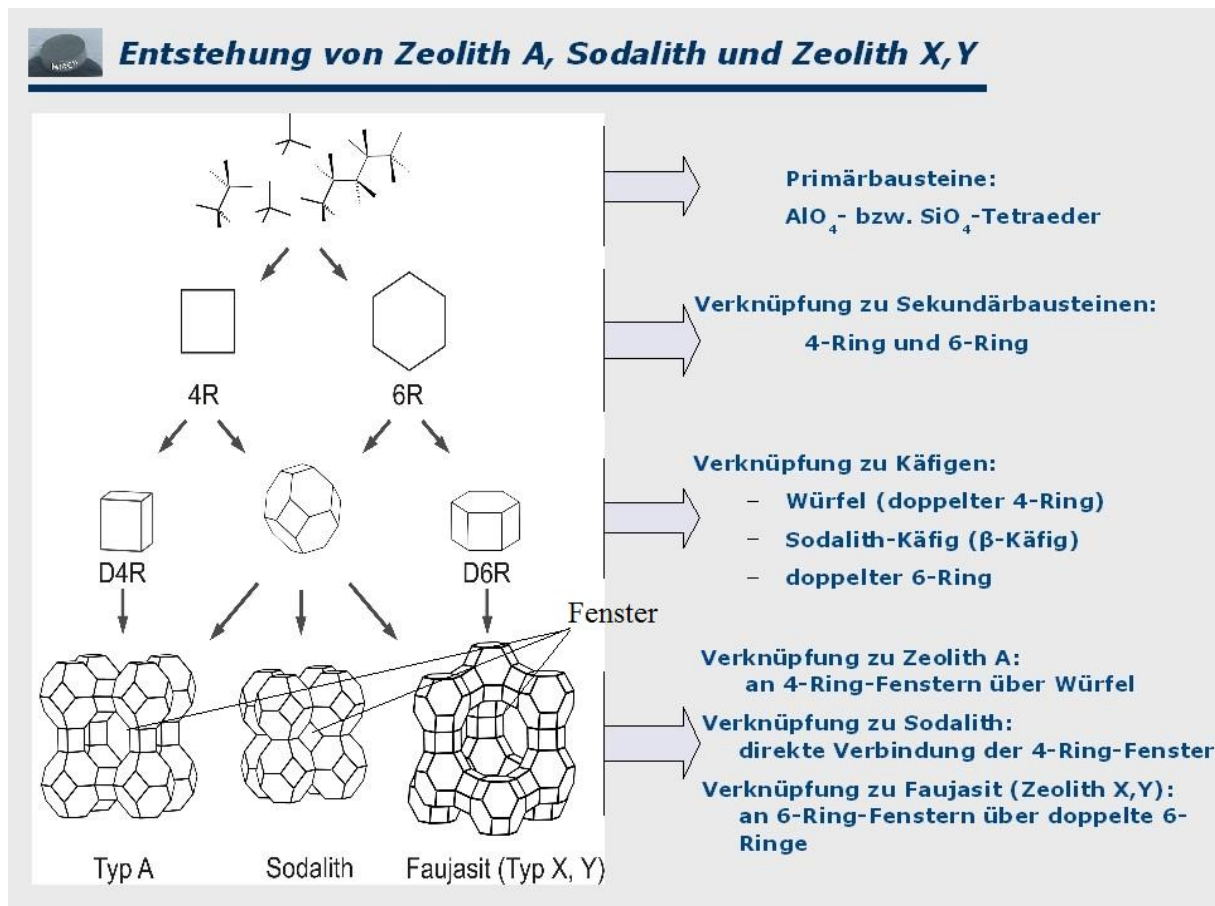 Entstehung von Zeolith A, Sodalith und Zeolith X,Y
Primärbausteine:
AlO₄- bzw. SiO₄-Tetraeder
4R
6R
Verknüpfung zu Sekundärbausteinen:
4-Ring und 6-Ring
D4R
D6R
Verknüpfung zu Käfigen:
– Würfel (doppelter 4-Ring)
– Sodalith-Käfig (β-Käfig)
– doppelter 6-Ring
Fenster
Typ A
Sodalith
Faujasit (Typ X, Y)
Verknüpfung zu Zeolith A:
an 4-Ring-Fenstern über Würfel
Verknüpfung zu Sodalith:
direkte Verbindung der 4-Ring-Fenster
Verknüpfung zu Faujasit (Zeolith X,Y):
an 6-Ring-Fenstern über doppelte 6-
Ringe